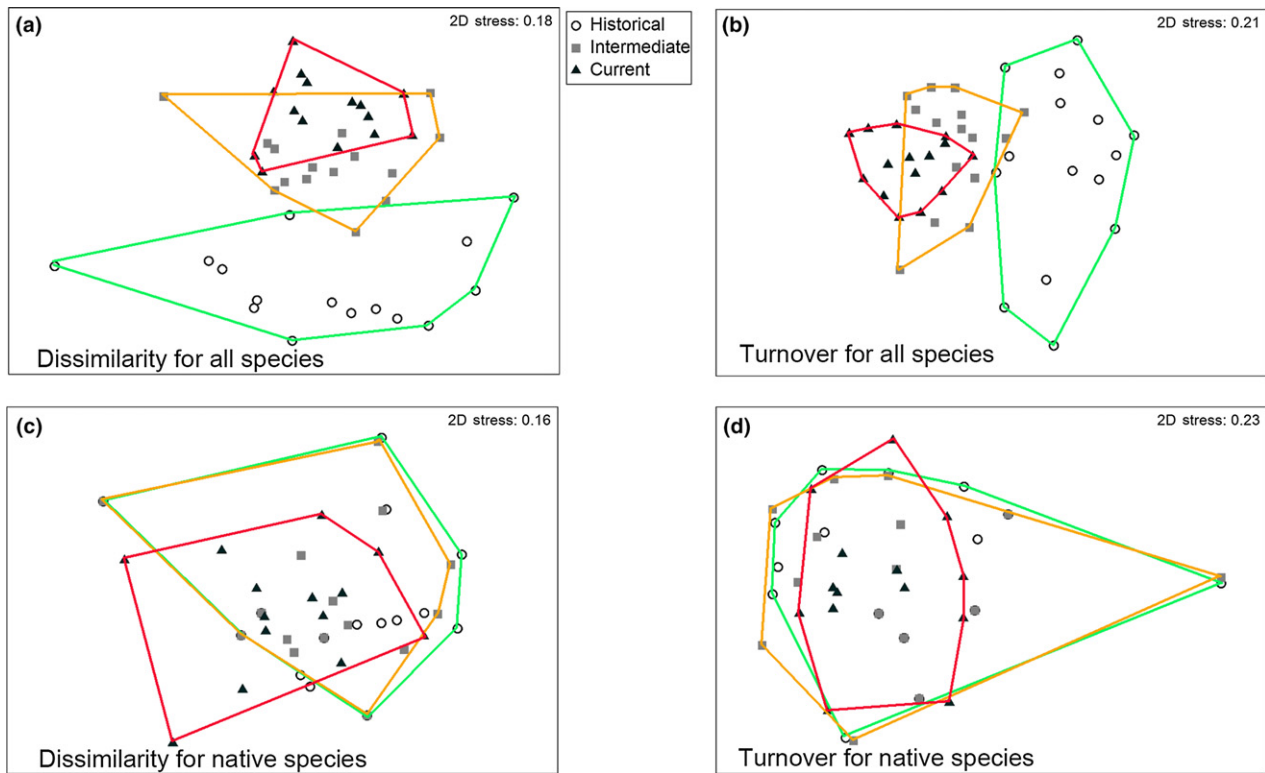 (a)
2D stress: 0.18
Historical
Intermediate
Current
(b)
2D stress: 0.21
Dissimilarity for all species
Turnover for all species
(c)
2D stress: 0.16
(d)
2D stress: 0.23
Dissimilarity for native species
Turnover for native species